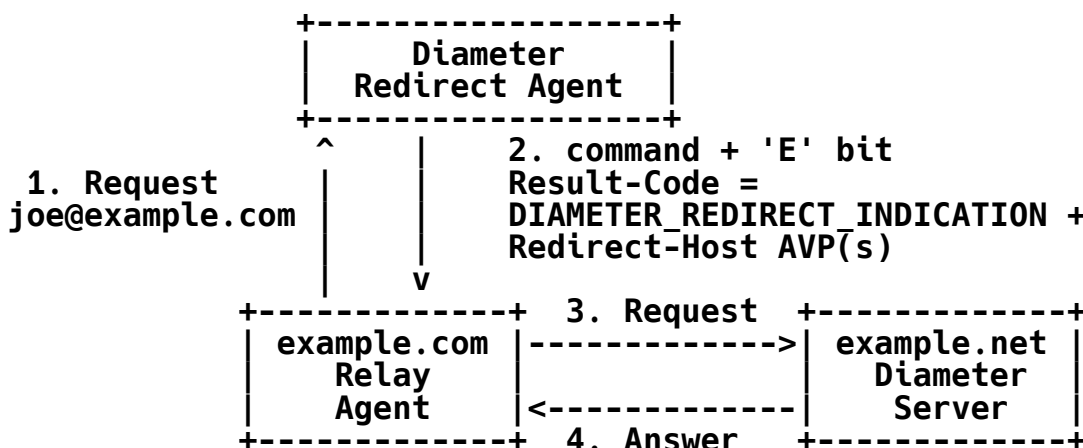 +------------------+
|     Diameter     |
|  Redirect Agent  |
+------------------+
^    |    2. command + 'E' bit
1. Request     |    |    Result-Code =
joe@example.com |    |    DIAMETER_REDIRECT_INDICATION +
|    |    Redirect-Host AVP(s)
|    v
+-------------+  3. Request  +-------------+
| example.com |------------->| example.net |
|    Relay    |              |   Diameter  |
|    Agent    |<-------------|    Server   |
+-------------+  4. Answer   +-------------+